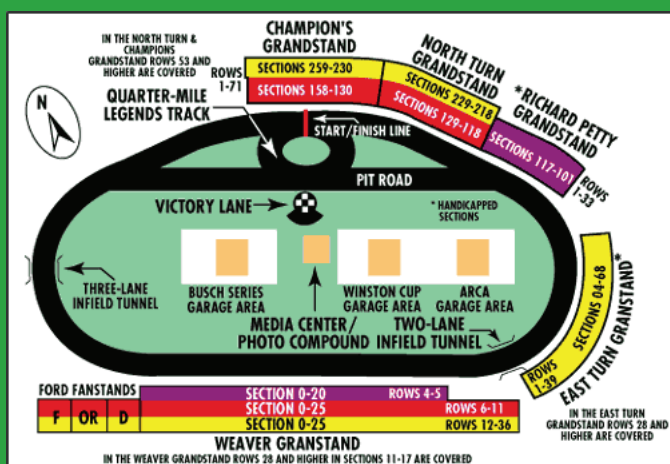 CHAMPION'S
GRANDSTAND
IN THE NORTH TURN &
CHAMPIONS
GRANDSTAND ROWS 53 AND
HIGHER ARE COVERED
ROWS
1-71
SECTIONS 259-230
SECTIONS 158-130
NORTH TURN
GRANDSTAND
SECTIONS 229-218
SECTIONS 129-118
*RICHARD PETTY
GRANDSTAND
SECTIONS 117-101
ROWS
1-33
N
QUARTER-MILE
LEGENDS TRACK
START/FINISH LINE
PIT ROAD
VICTORY LANE
* HANDICAPPED
SECTIONS
THREE-LANE
INFIELD TUNNEL
BUSCH SERIES
GARAGE AREA
MEDIA CENTER/
PHOTO COMPOUND
WINSTON CUP
GARAGE AREA
ARCA
GARAGE AREA
TWO-LANE
INFIELD TUNNEL
SECTIONS 04-68
EAST TURN GRANSTAND*
ROWS
1-39
IN THE EAST TURN
GRANDSTAND ROWS 28 AND
HIGHER ARE COVERED
FORD FANSTANDS
F OR D
SECTION 0-20 ROWS 4-5
SECTION 0-25 ROWS 6-11
SECTION 0-25 ROWS 12-36
WEAVER GRANSTAND
IN THE WEAVER GRANDSTAND ROWS 28 AND HIGHER IN SECTIONS 11-17 ARE COVERED